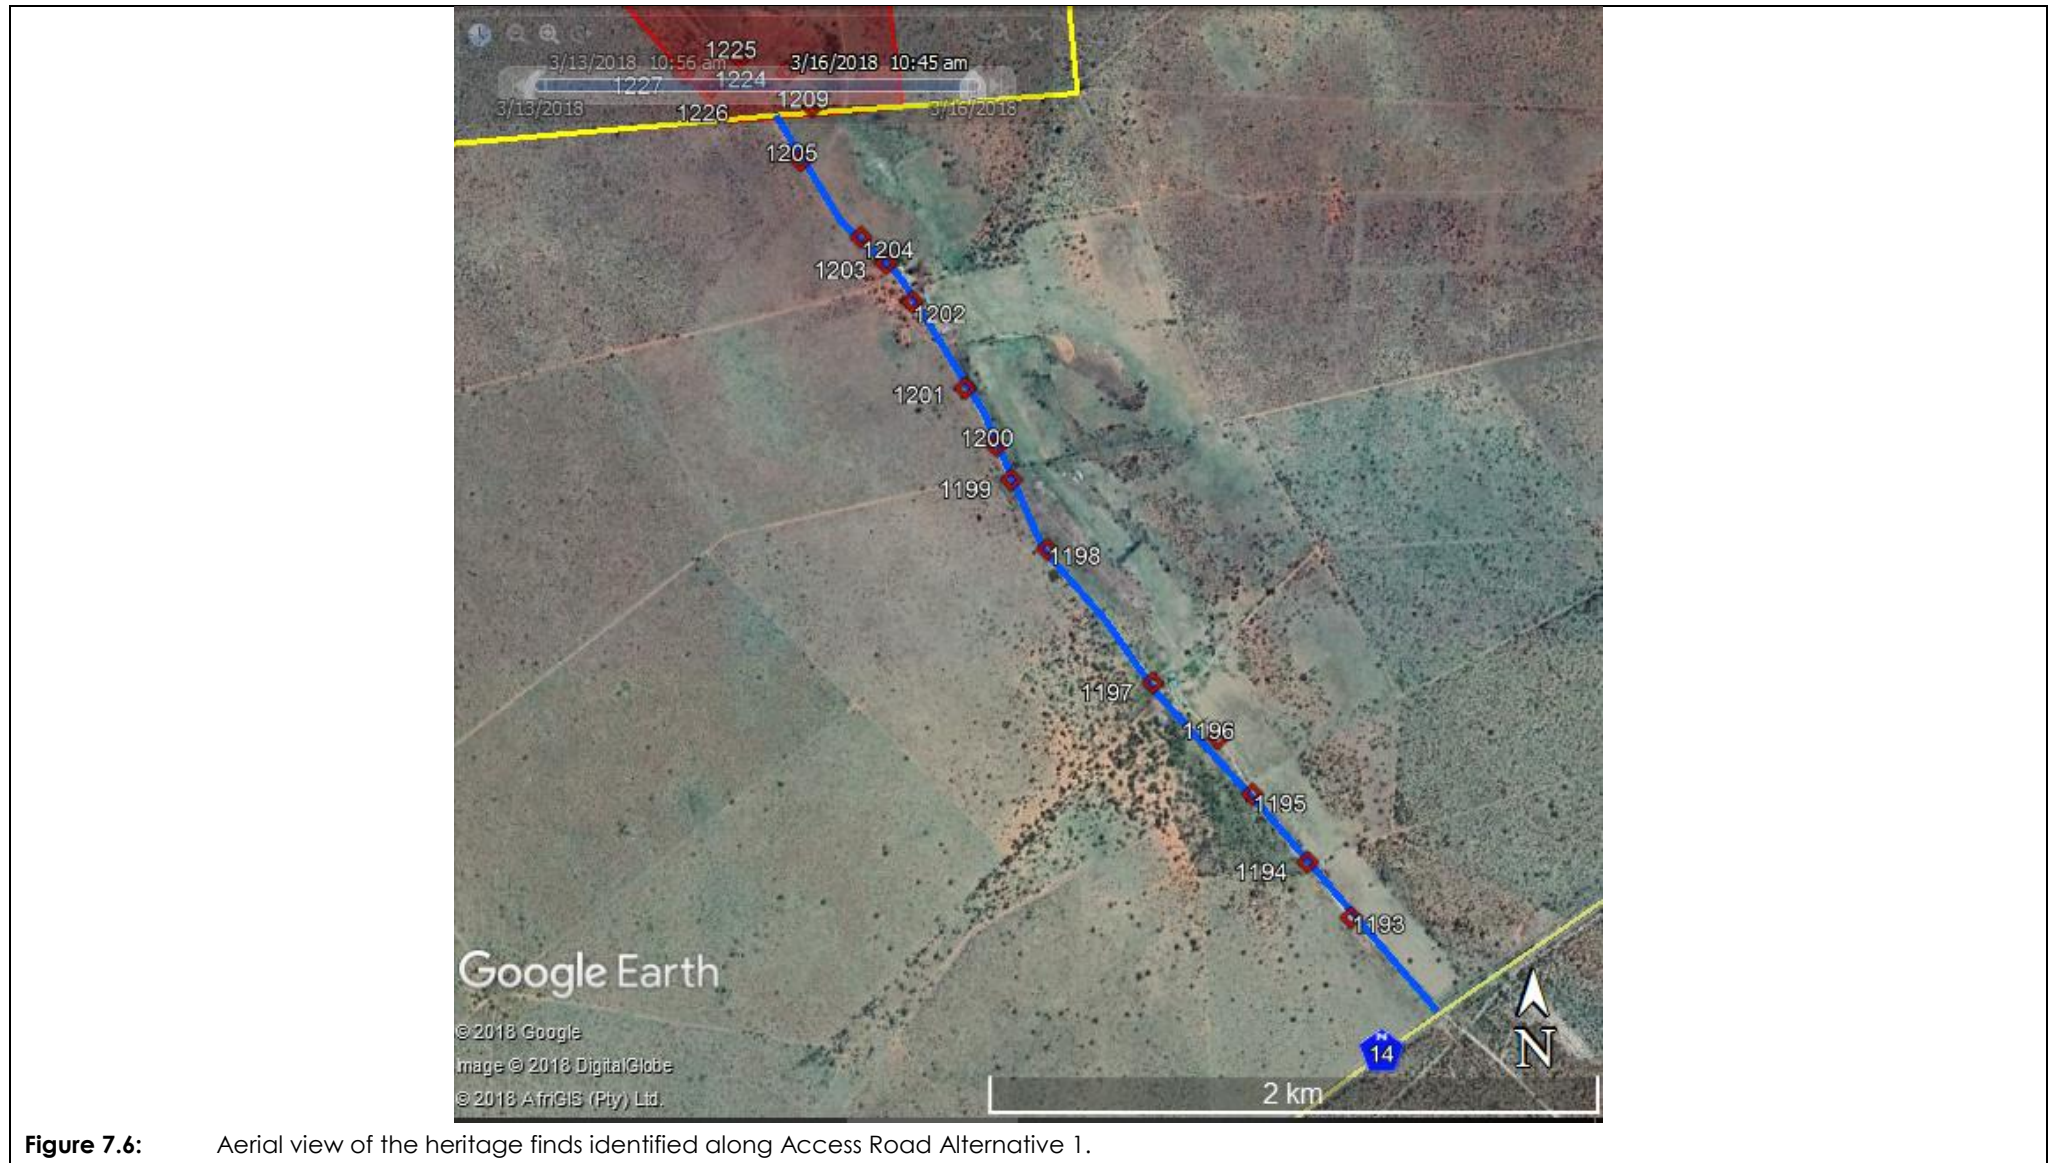 1225
3/13/2018 10:56 am
3/16/2018 10:45 am
1227
1224
1209
3/13/2018
3/16/2018
1226
1205
1204
1203
1202
1201
1200
1199
1198
1197
1196
1195
1194
1193
Google Earth
N
© 2018 Google
N
14
Image © 2018 DigitalGlobe
2 km
© 2018 AfriGIS (Pty) Ltd.
Figure 7.6: Aerial view of the heritage finds identified along Access Road Alternative 1.